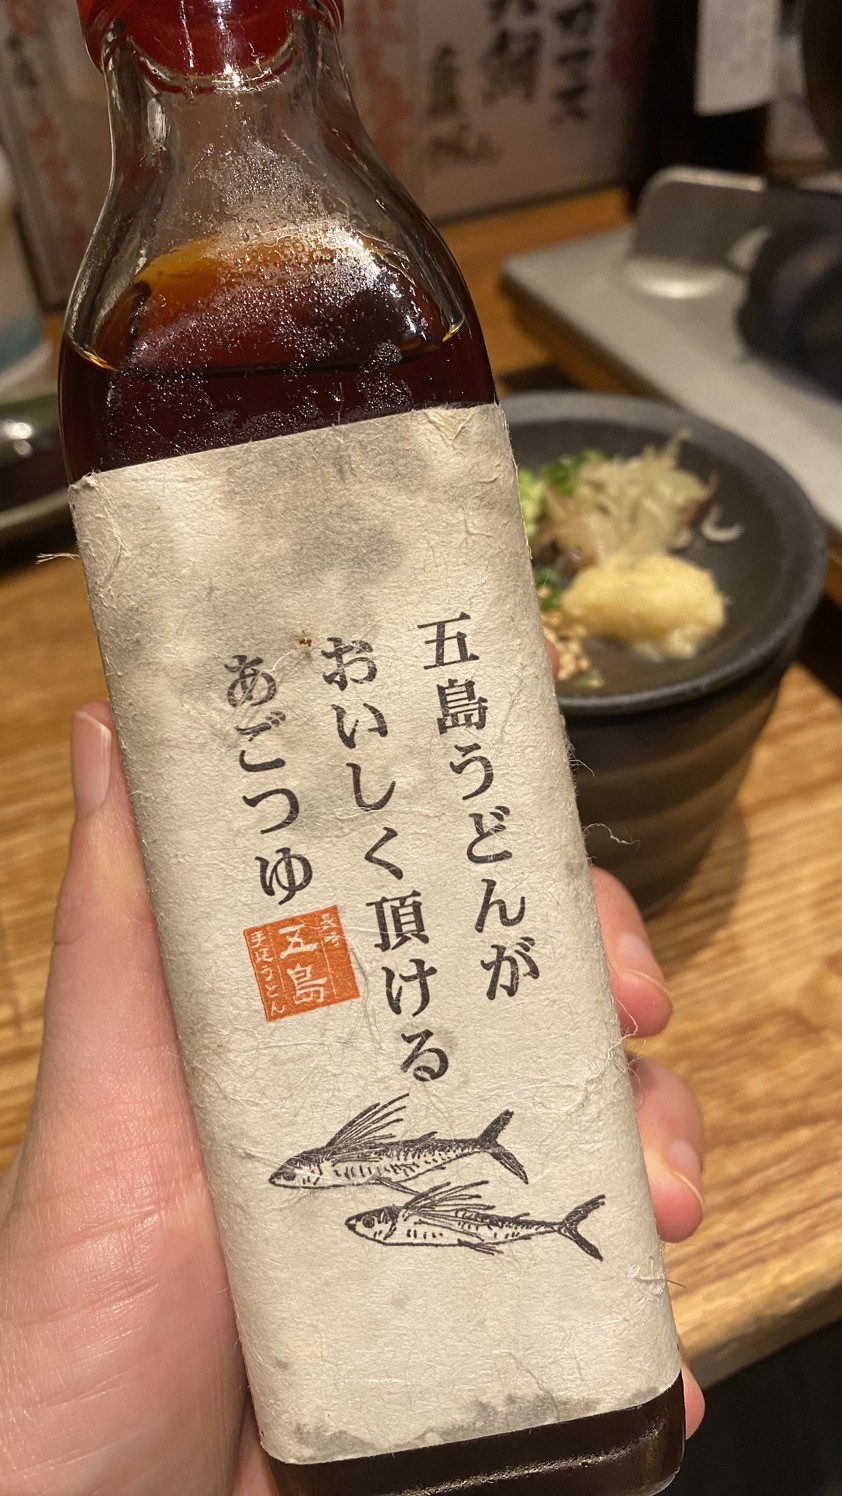 五島うどんが
おいしく頂ける
あごつゆ
長崎
五島
手延うどん